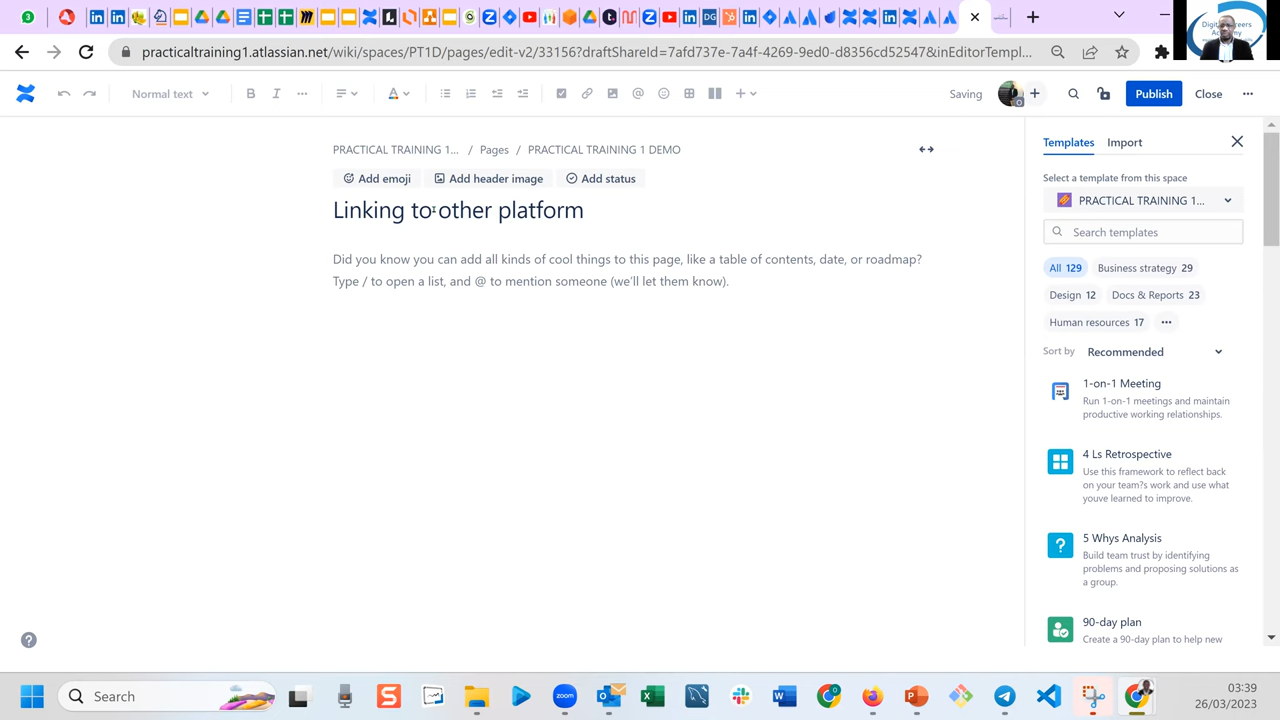 practicaltraining1.atlassian.net/wiki/spaces/PT1D/pages/edit-v2/33156?draftShareId=7afd737e-7a4f-4269-9ed0-d8356cd52547&inEditorTempl...
Normal text
Saving
Publish
Close
PRACTICAL TRAINING 1... / Pages / PRACTICAL TRAINING 1 DEMO
Add emoji
Add header image
Add status
Linking to other platform
Did you know you can add all kinds of cool things to this page, like a table of contents, date, or roadmap?
Type / to open a list, and @ to mention someone (we'll let them know).
Templates
Import
Select a template from this space
PRACTICAL TRAINING 1...
Search templates
All 129
Business strategy 29
Design 12
Docs & Reports 23
Human resources 17
Sort by
Recommended
1-on-1 Meeting
Run 1-on-1 meetings and maintain
productive working relationships.
4 Ls Retrospective
Use this framework to reflect back
on your team?s work and use what
youve learned to improve.
5 Whys Analysis
Build team trust by identifying
problems and proposing solutions as
a group.
90-day plan
Create a 90-day plan to help new
Search
zoom
03:39
26/03/2023